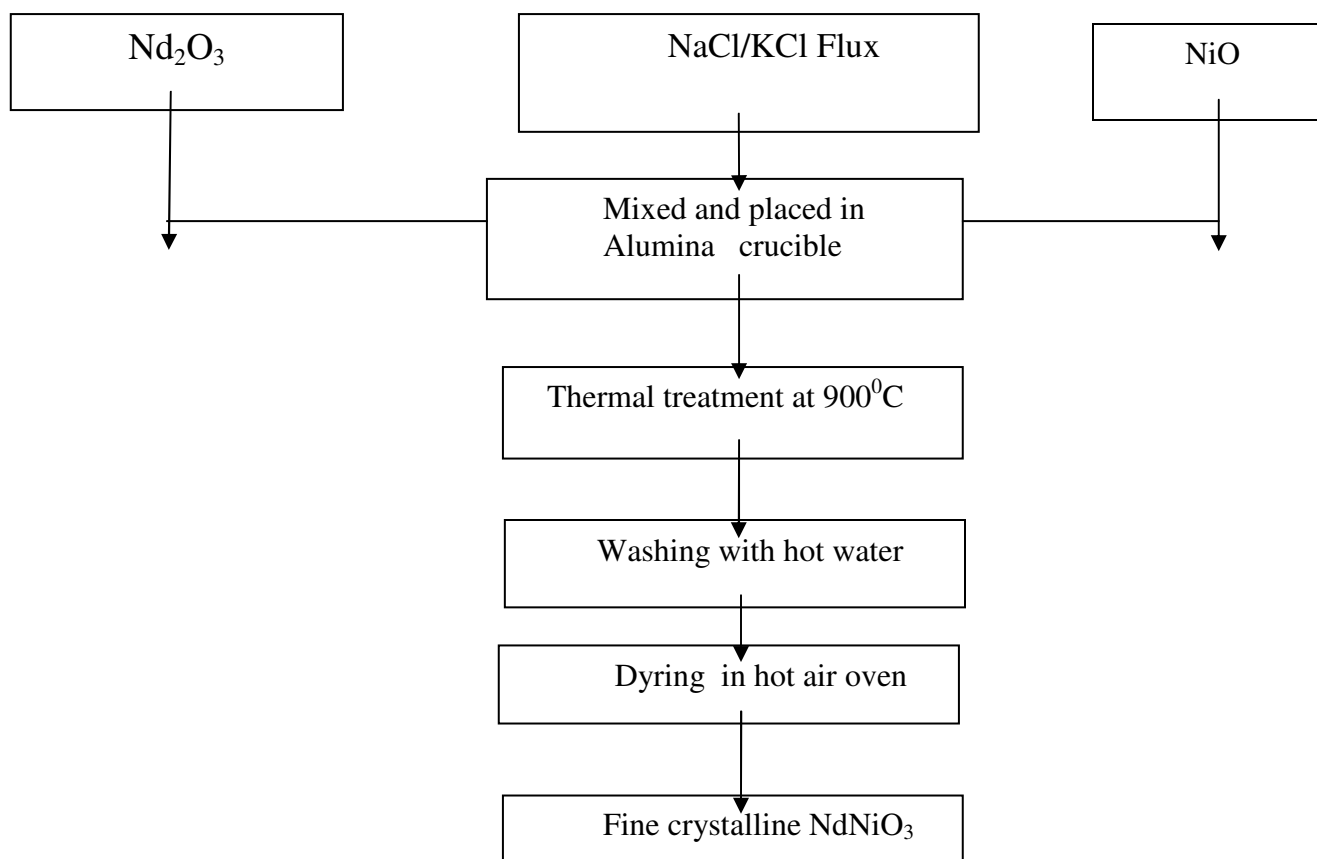 Nd₂O₃
NaCl/KCl Flux
NiO
Mixed and placed in
Alumina crucible
Thermal treatment at 900⁰C
Washing with hot water
Dyring in hot air oven
Fine crystalline NdNiO₃